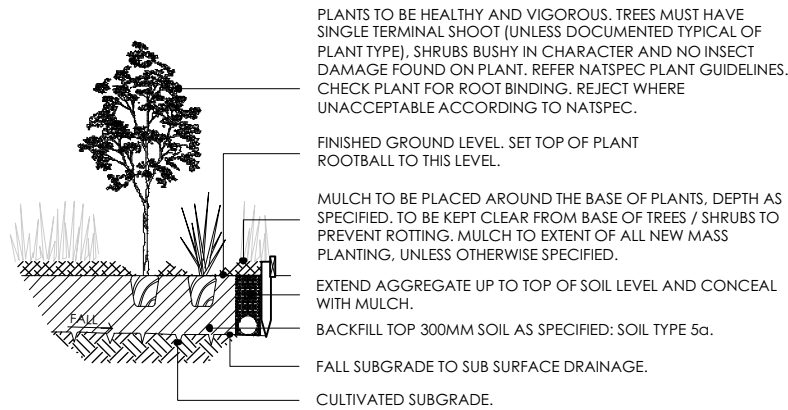 PLANTS TO BE HEALTHY AND VIGOROUS. TREES MUST HAVE
SINGLE TERMINAL SHOOT (UNLESS DOCUMENTED TYPICAL OF
PLANT TYPE), SHRUBS BUSHY IN CHARACTER AND NO INSECT
DAMAGE FOUND ON PLANT. REFER NATSPEC PLANT GUIDELINES.
CHECK PLANT FOR ROOT BINDING. REJECT WHERE
UNACCEPTABLE ACCORDING TO NATSPEC.
FINISHED GROUND LEVEL. SET TOP OF PLANT
ROOTBALL TO THIS LEVEL.
MULCH TO BE PLACED AROUND THE BASE OF PLANTS, DEPTH AS
SPECIFIED. TO BE KEPT CLEAR FROM BASE OF TREES / SHRUBS TO
PREVENT ROTTING. MULCH TO EXTENT OF ALL NEW MASS
PLANTING, UNLESS OTHERWISE SPECIFIED.
EXTEND AGGREGATE UP TO TOP OF SOIL LEVEL AND CONCEAL
WITH MULCH.
FALL
BACKFILL TOP 300MM SOIL AS SPECIFIED: SOIL TYPE 5a.
FALL SUBGRADE TO SUB SURFACE DRAINAGE.
CULTIVATED SUBGRADE.